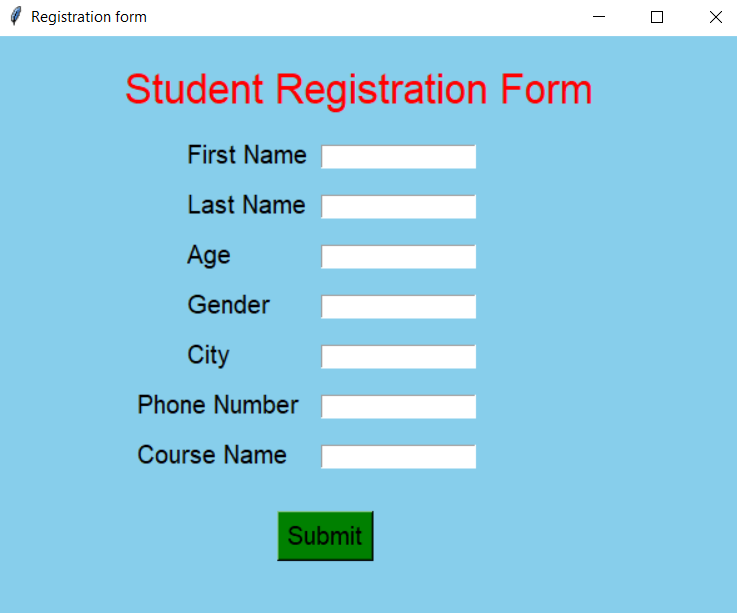 Registration form
Student Registration Form
First Name
Last Name
Age
Gender
City
Phone Number
Course Name
Submit